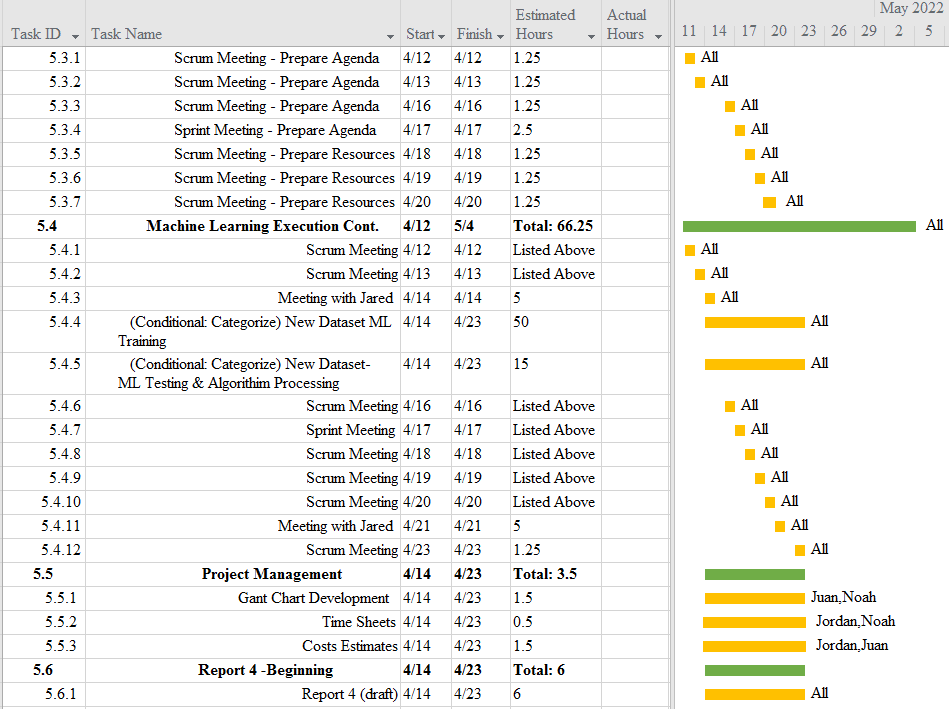 May 2022
Estimated Actual
Task ID Task Name Start Finish Hours Hours 11 14 17 20 23 26 29 2 5
5.3.1 Scrum Meeting - Prepare Agenda 4/12 4/12 1.25 All
5.3.2 Scrum Meeting - Prepare Agenda 4/13 4/13 1.25 All
5.3.3 Scrum Meeting - Prepare Agenda 4/16 4/16 1.25 All
5.3.4 Sprint Meeting - Prepare Agenda 4/17 4/17 2.5 All
5.3.5 Scrum Meeting - Prepare Resources 4/18 4/18 1.25 All
5.3.6 Scrum Meeting - Prepare Resources 4/19 4/19 1.25 All
5.3.7 Scrum Meeting - Prepare Resources 4/20 4/20 1.25 All
5.4 Machine Learning Execution Cont. 4/12 5/4 Total: 66.25 All
5.4.1 Scrum Meeting 4/12 4/12 Listed Above All
5.4.2 Scrum Meeting 4/13 4/13 Listed Above All
5.4.3 Meeting with Jared 4/14 4/14 5 All
5.4.4 (Conditional: Categorize) New Dataset ML 4/14 4/23 50 All
Training
5.4.5 (Conditional: Categorize) New Dataset- 4/14 4/23 15 All
ML Testing & Algorithim Processing
5.4.6 Scrum Meeting 4/16 4/16 Listed Above All
5.4.7 Sprint Meeting 4/17 4/17 Listed Above All
5.4.8 Scrum Meeting 4/18 4/18 Listed Above All
5.4.9 Scrum Meeting 4/19 4/19 Listed Above All
5.4.10 Scrum Meeting 4/20 4/20 Listed Above All
5.4.11 Meeting with Jared 4/21 4/21 5 All
5.4.12 Scrum Meeting 4/23 4/23 1.25 All
5.5 Project Management 4/14 4/23 Total: 3.5
5.5.1 Gant Chart Development 4/14 4/23 1.5 Juan,Noah
5.5.2 Time Sheets 4/14 4/23 0.5 Jordan,Noah
5.5.3 Costs Estimates 4/14 4/23 1.5 Jordan,Juan
5.6 Report 4 -Beginning 4/14 4/23 Total: 6
5.6.1 Report 4 (draft) 4/14 4/23 6 All